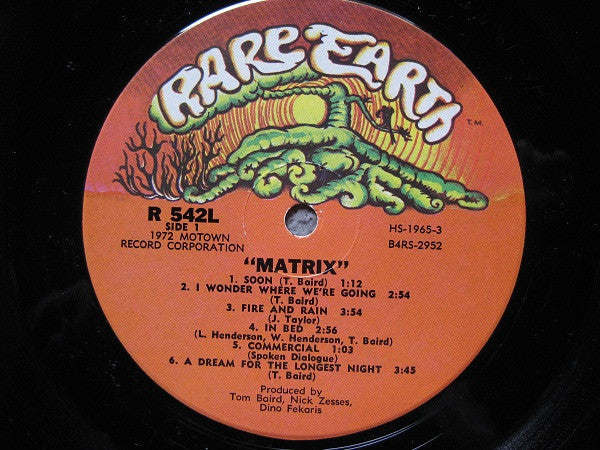 RARE EARTH
T.M.
R 542L
SIDE 1
1972 MOTOWN
RECORD CORPORATION
HS-1965-3
B4RS-2952
"MATRIX"
1. SOON (T. Baird) 1:12
2. I WONDER WHERE WE'RE GOING 2:54
(T. Baird)
3. FIRE AND RAIN 3:54
(J. Taylor)
4. IN BED 2:56
(L. Henderson, W. Henderson, T. Baird)
5. COMMERCIAL 1:03
(Spoken Dialogue)
6. A DREAM FOR THE LONGEST NIGHT 3:45
(T. Baird)
Produced by
Tom Baird, Nick Zesses,
Dino Fekaris